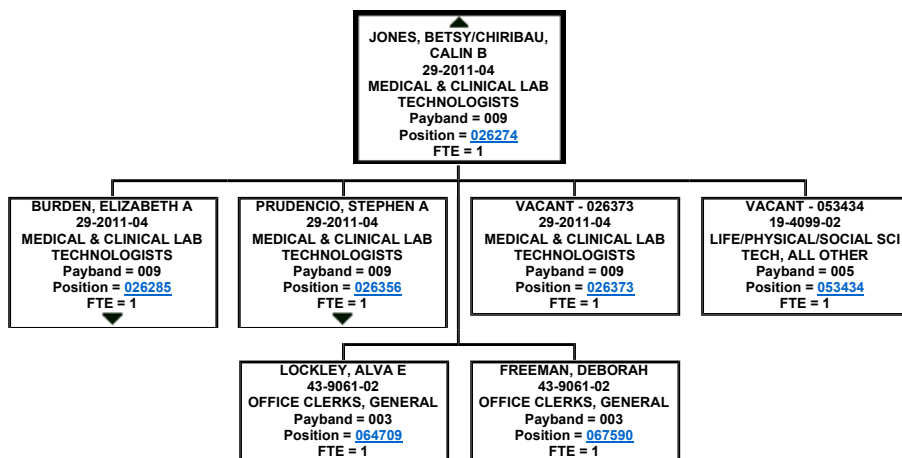 JONES, BETSY/CHIRIBAU,
CALIN B
29-2011-04
MEDICAL & CLINICAL LAB
TECHNOLOGISTS
Payband = 009
Position = 026274
FTE = 1
BURDEN, ELIZABETH A
29-2011-04
MEDICAL & CLINICAL LAB
TECHNOLOGISTS
Payband = 009
Position = 026285
FTE = 1
PRUDENCIO, STEPHEN A
29-2011-04
MEDICAL & CLINICAL LAB
TECHNOLOGISTS
Payband = 009
Position = 026356
FTE = 1
VACANT - 026373
29-2011-04
MEDICAL & CLINICAL LAB
TECHNOLOGISTS
Payband = 009
Position = 026373
FTE = 1
VACANT - 053434
19-4099-02
LIFE/PHYSICAL/SOCIAL SCI
TECH, ALL OTHER
Payband = 005
Position = 053434
FTE = 1
LOCKLEY, ALVA E
43-9061-02
OFFICE CLERKS, GENERAL
Payband = 003
Position = 064709
FTE = 1
FREEMAN, DEBORAH
43-9061-02
OFFICE CLERKS, GENERAL
Payband = 003
Position = 067590
FTE = 1